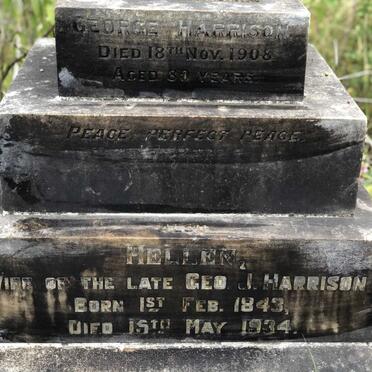 GEORGE HARRISON
DIED 18TH NOV. 1908
AGED 80 YEARS
PEACE PERFECT PEACE.
HELLEN,
WIFE OF THE LATE GEO. J. HARRISON
BORN 1ST FEB. 1843,
DIED 15TH MAY 1934.